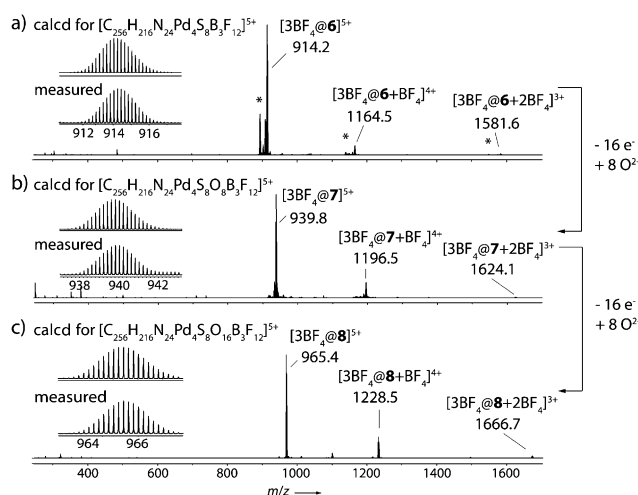 a) calcd for [C₂₅₆H₂₁₆N₂₄Pd₄S₈B₃F₁₂]⁵⁺
measured
912 914 916
[3BF₄@6]⁵⁺
914.2
*
[3BF₄@6+BF₄]⁴⁺
1164.5
*
[3BF₄@6+2BF₄]³⁺
1581.6
*
- 16 e⁻
+ 8 O²⁻
b) calcd for [C₂₅₆H₂₁₆N₂₄Pd₄S₈O₈B₃F₁₂]⁵⁺
measured
938 940 942
[3BF₄@7]⁵⁺
939.8
[3BF₄@7+BF₄]⁴⁺
1196.5
[3BF₄@7+2BF₄]³⁺
1624.1
- 16 e⁻
+ 8 O²⁻
c) calcd for [C₂₅₆H₂₁₆N₂₄Pd₄S₈O₁₆B₃F₁₂]⁵⁺
measured
964 966
[3BF₄@8]⁵⁺
965.4
[3BF₄@8+BF₄]⁴⁺
1228.5
[3BF₄@8+2BF₄]³⁺
1666.7
400 600 800 1000 1200 1400 1600
m/z